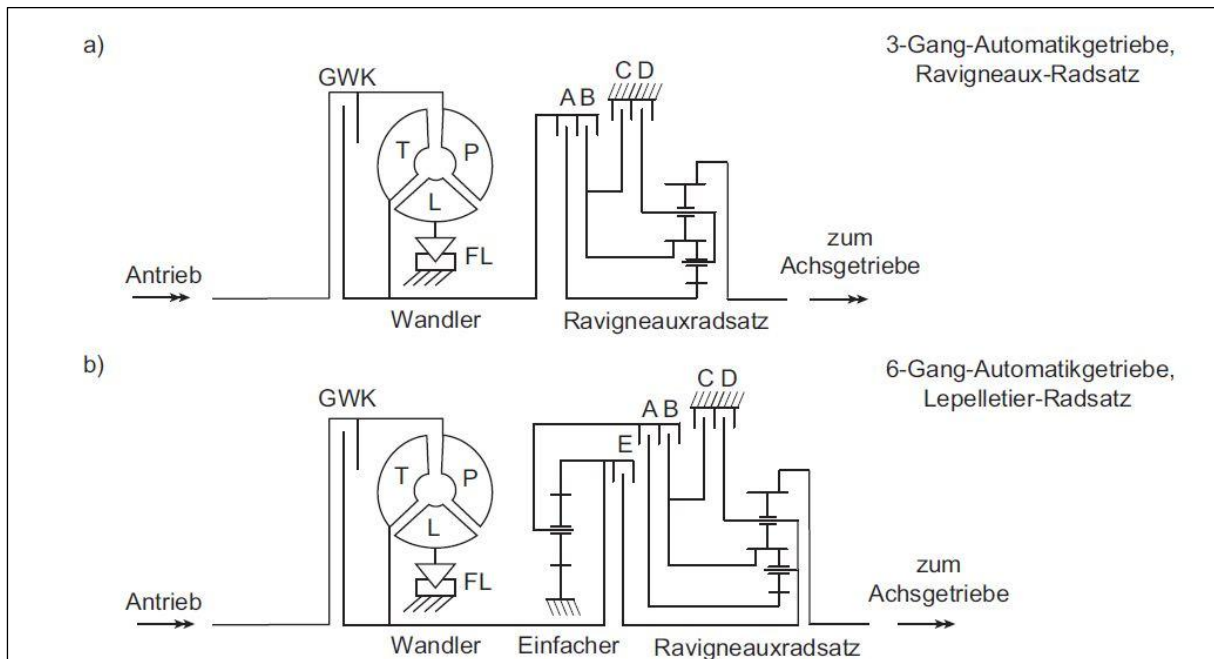 a)
3-Gang-Automatikgetriebe,
Ravigneaux-Radsatz
GWK
C D
A B
T
P
L
FL
Antrieb
zum
Achsgetriebe
Wandler
Ravigneauxradsatz
b)
6-Gang-Automatikgetriebe,
Lepelletier-Radsatz
GWK
C D
A B
E
T
P
L
FL
Antrieb
zum
Achsgetriebe
Wandler
Einfacher
Ravigneauxradsatz